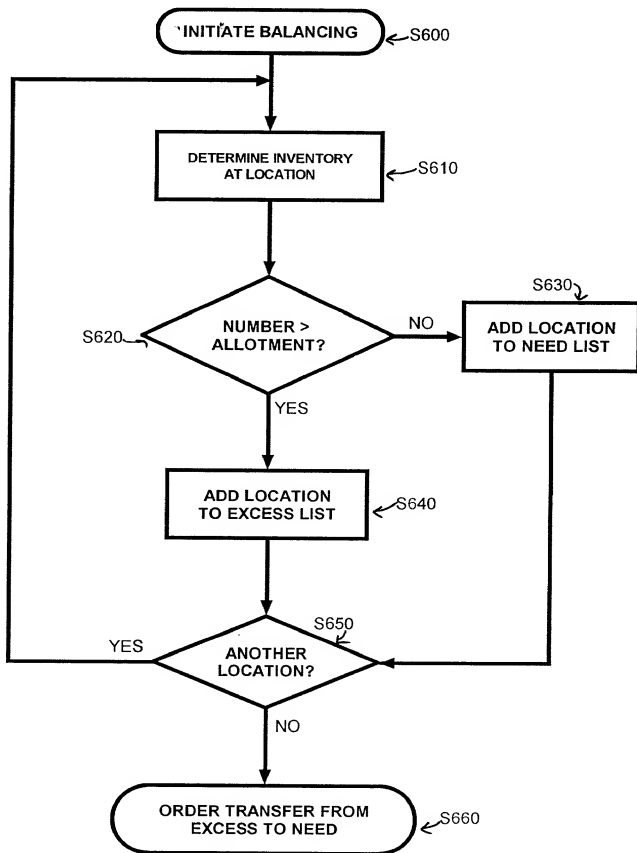 INITIATE BALANCING
S600
DETERMINE INVENTORY
AT LOCATION
S610
NUMBER >
ALLOTMENT?
S620
NO
S630
ADD LOCATION
TO NEED LIST
YES
ADD LOCATION
TO EXCESS LIST
S640
S650
YES
ANOTHER
LOCATION?
NO
ORDER TRANSFER FROM
EXCESS TO NEED
S660